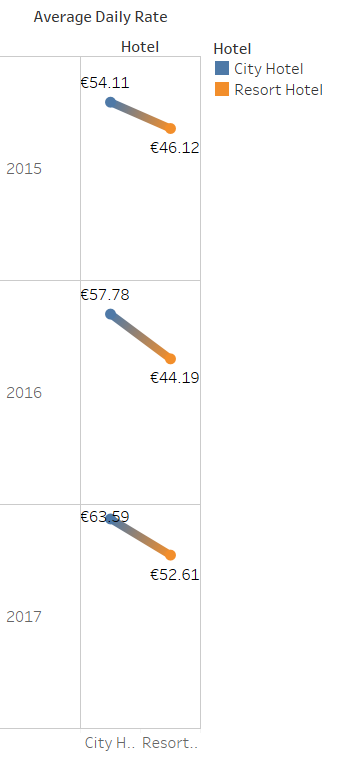 Average Daily Rate
Hotel
Hotel
City Hotel
Resort Hotel
€54.11
€46.12
2015
€57.78
€44.19
2016
€63.59
€52.61
2017
City H.. Resort..